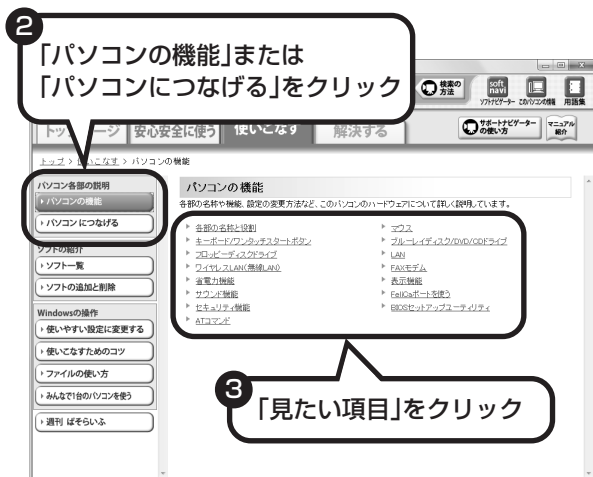 2
「パソコンの機能」または
「パソコンにつなげる」をクリック
検索の
方法
soft
navi
ソフトナビゲーター
このパソコンの情報
用語集
安心安全に使う
使いこなす
解決する
サポートナビゲーター
の使い方
マニュアル
紹介
トップ > 使いこなす > パソコンの機能
パソコン各部の説明
パソコンの機能
パソコンにつなげる
ソフトの紹介
ソフト一覧
ソフトの追加と削除
Windowsの操作
使いやすい設定に変更する
使いこなすためのコツ
ファイルの使い方
みんなで1台のパソコンを使う
週刊 ぱそらいふ
パソコンの機能
各部の名称や機能、設定の変更方法など、このパソコンのハードウェアについて詳しく説明しています。
各部の名称と役割
キーボード/ワンタッチスタートボタン
フロッピーディスクドライブ
ワイヤレスLAN(無線LAN)
省電力機能
サウンド機能
セキュリティ機能
ATコマンド
マウス
ブルーレイディスク/DVD/CDドライブ
LAN
FAXモデム
表示機能
FeliCaポートを使う
BIOSセットアップユーティリティ
3
「見たい項目」をクリック